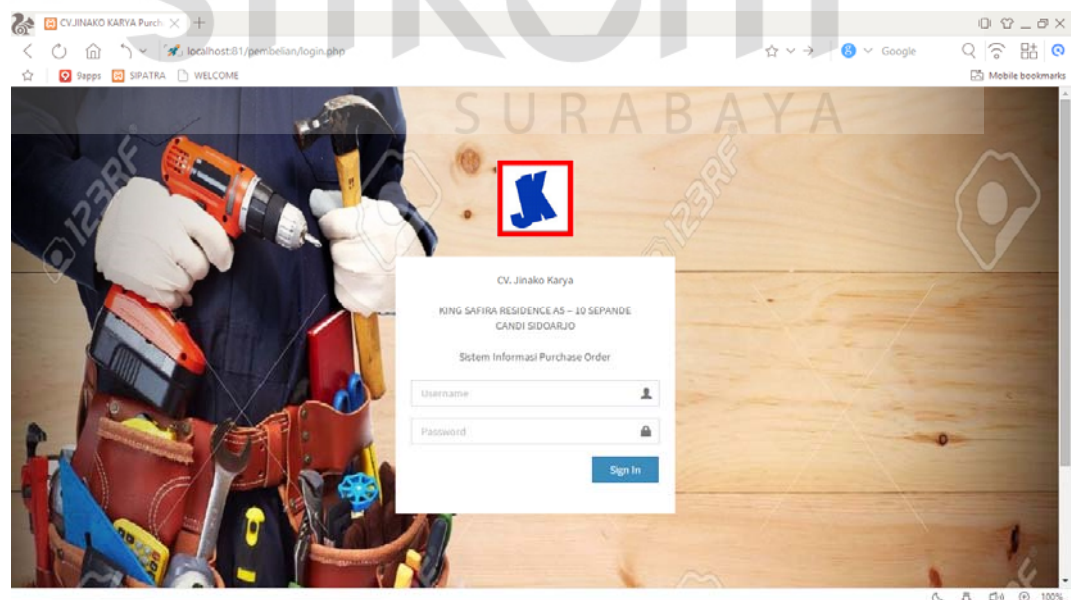 CV.JINAKO KARYA Purch
localhost:81/pembelian/login.php
Google
9apps
SIPATRA
WELCOME
Mobile bookmarks
SURABAYA
123RF
123RF
JK
CV. Jinako Karya
KING SAFIRA RESIDENCE A5 – 10 SEPANDE
CANDI SIDOARJO
Sistem Informasi Purchase Order
Username
Password
Sign In
100%